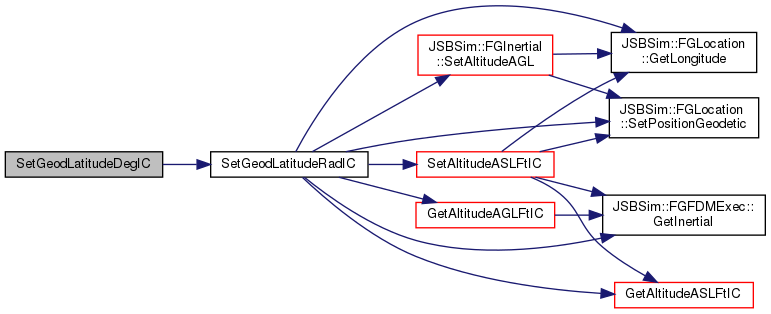 SetGeodLatitudeDegIC
SetGeodLatitudeRadIC
JSBSim::FGInertial
::SetAltitudeAGL
SetAltitudeASLFtIC
GetAltitudeAGLFtIC
JSBSim::FGLocation
::GetLongitude
JSBSim::FGLocation
::SetPositionGeodetic
JSBSim::FGFDMExec::
GetInertial
GetAltitudeASLFtIC